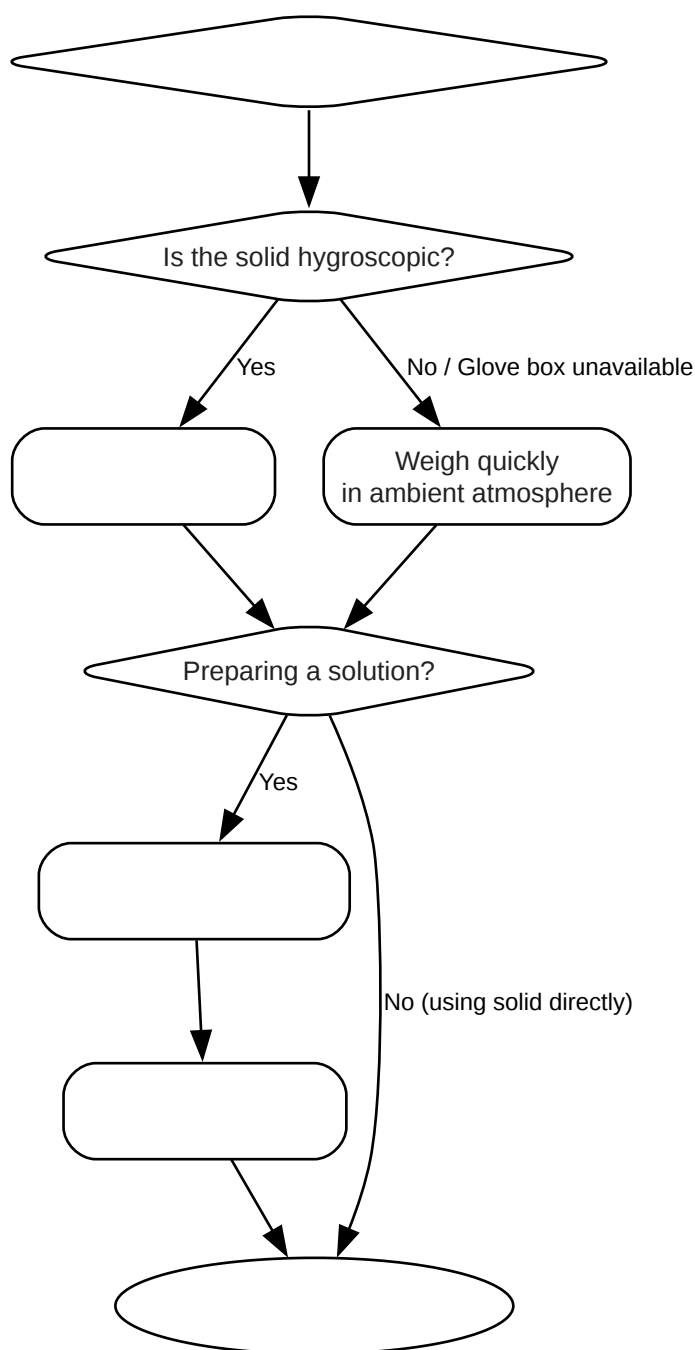 Is the solid hygroscopic?
Yes
No / Glove box unavailable
Weigh quickly
in ambient atmosphere
Preparing a solution?
Yes
No (using solid directly)